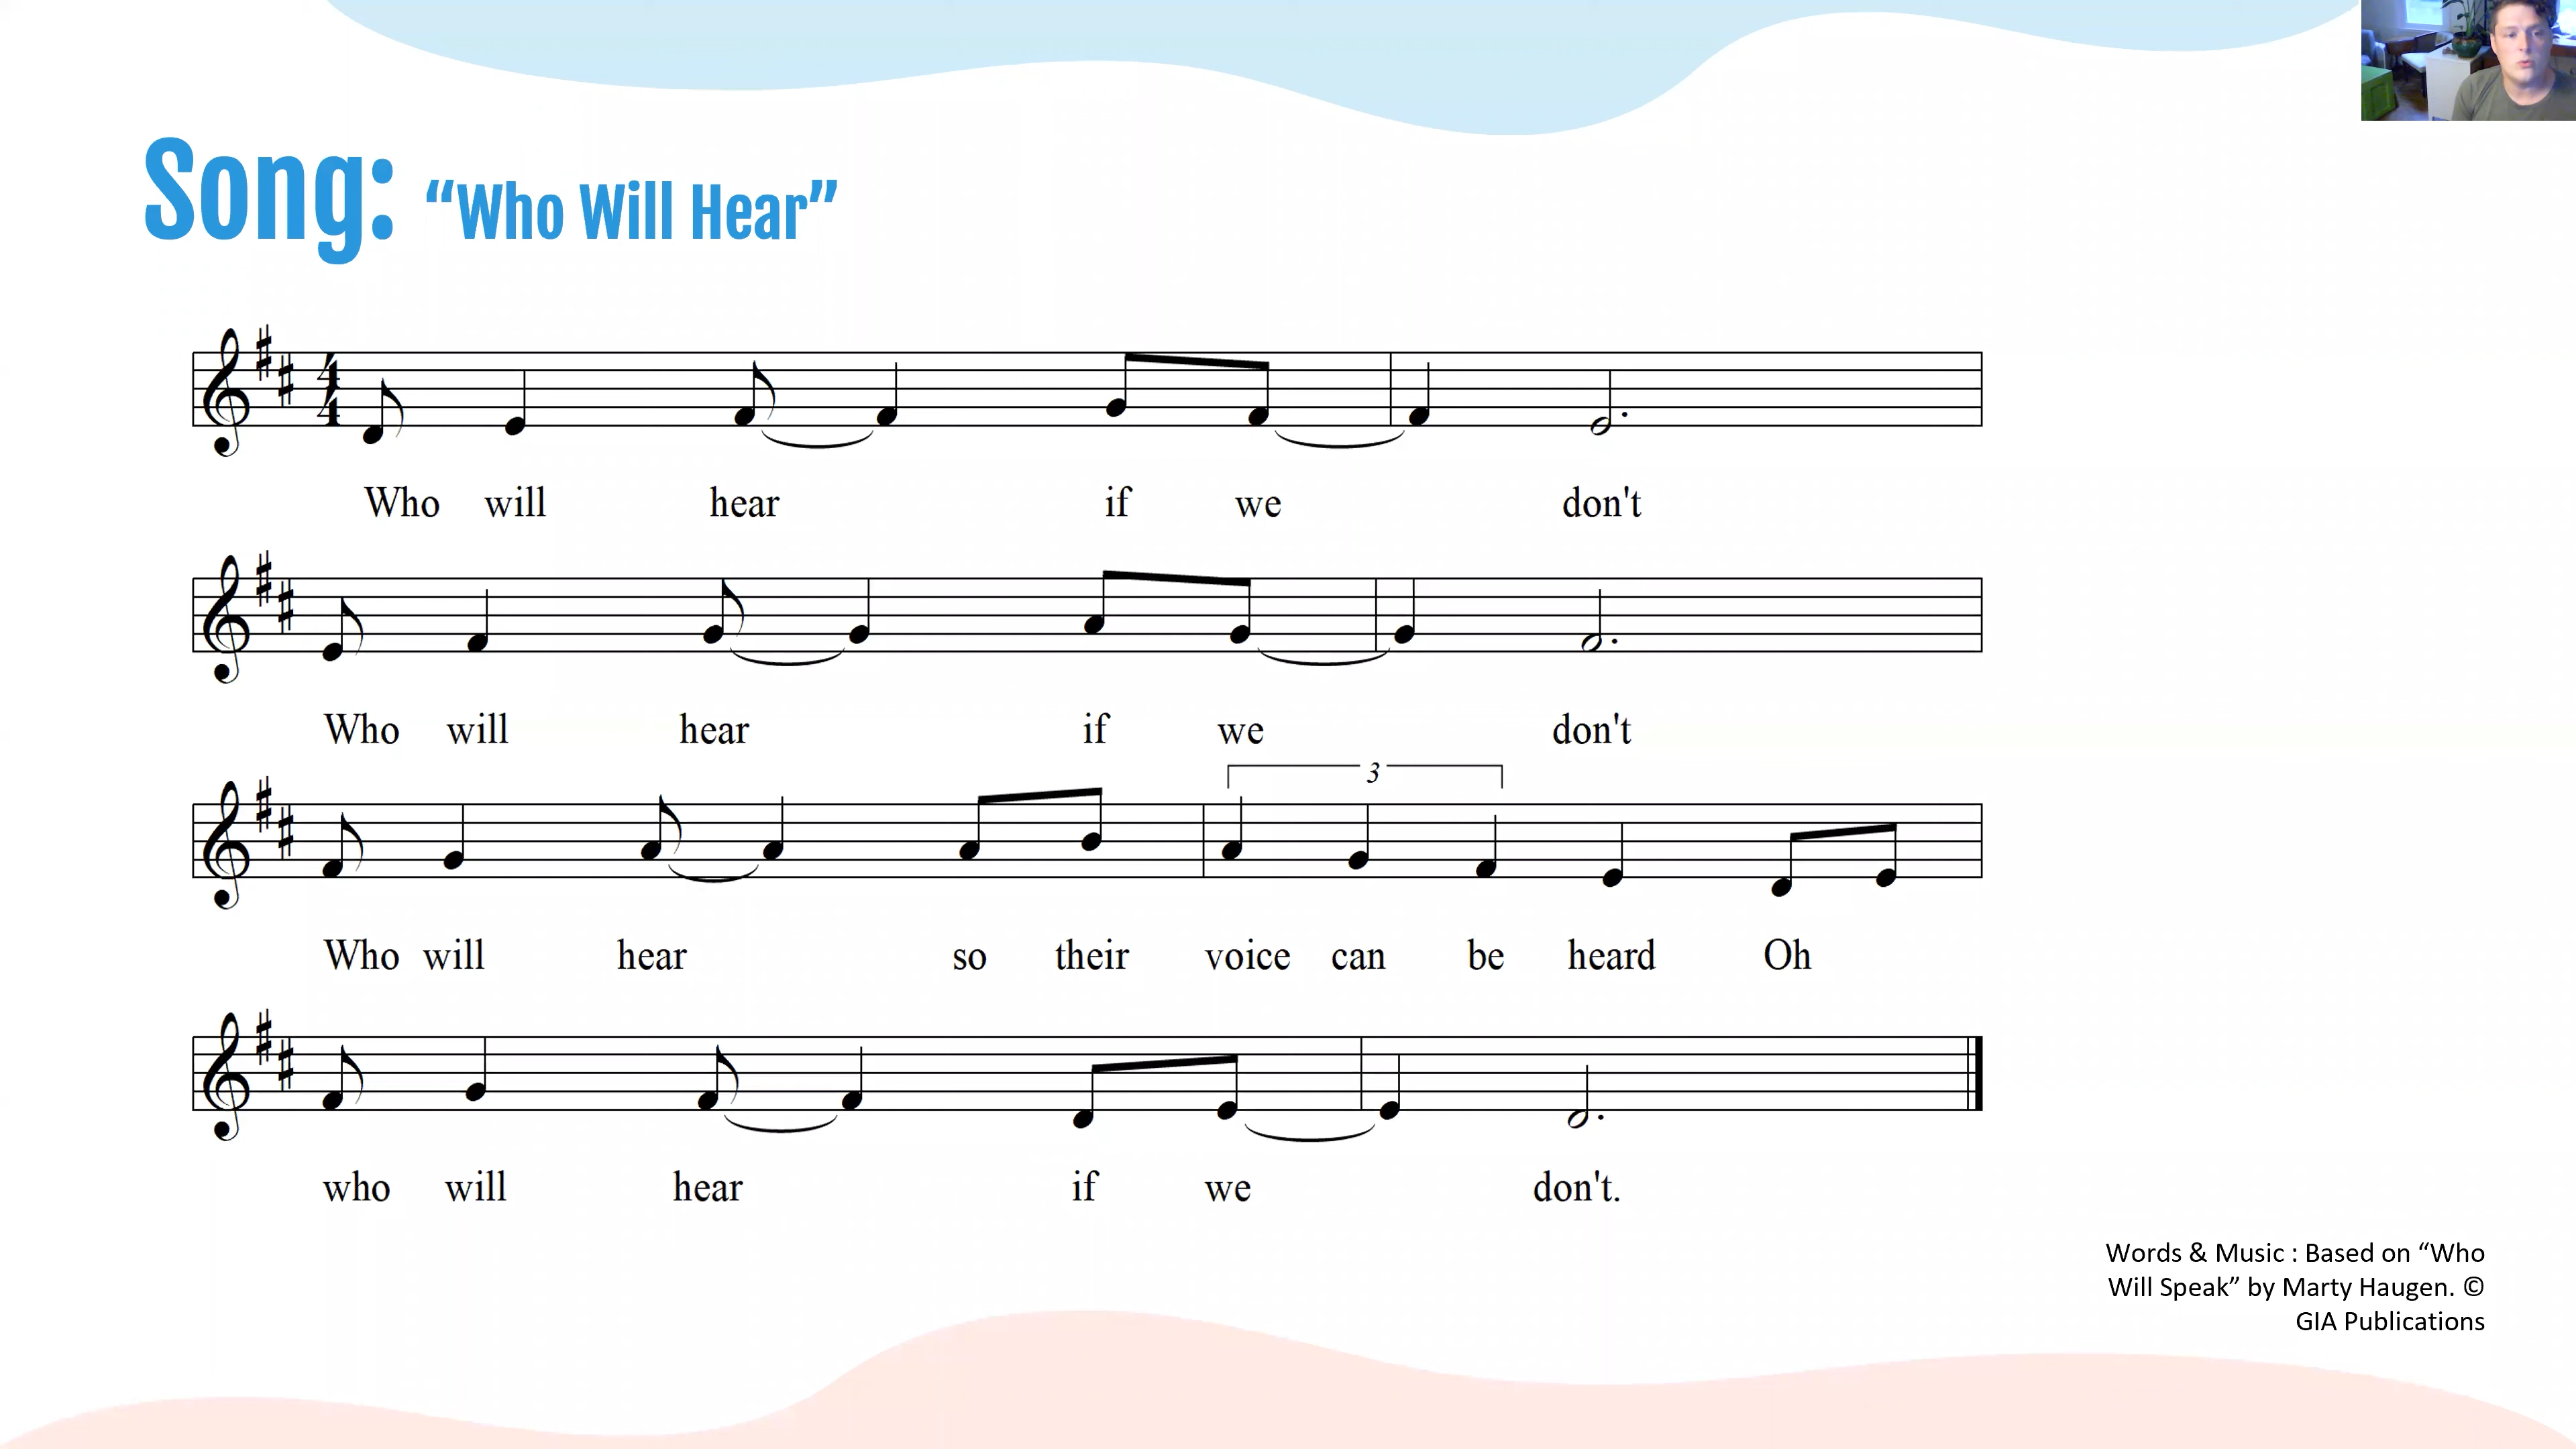 Song: “Who Will Hear”
4
4
Who will hear if we don't
Who will hear if we don't
3
Who will hear so their voice can be heard Oh
who will hear if we don't.
Words & Music : Based on “Who
Will Speak” by Marty Haugen. ©
GIA Publications